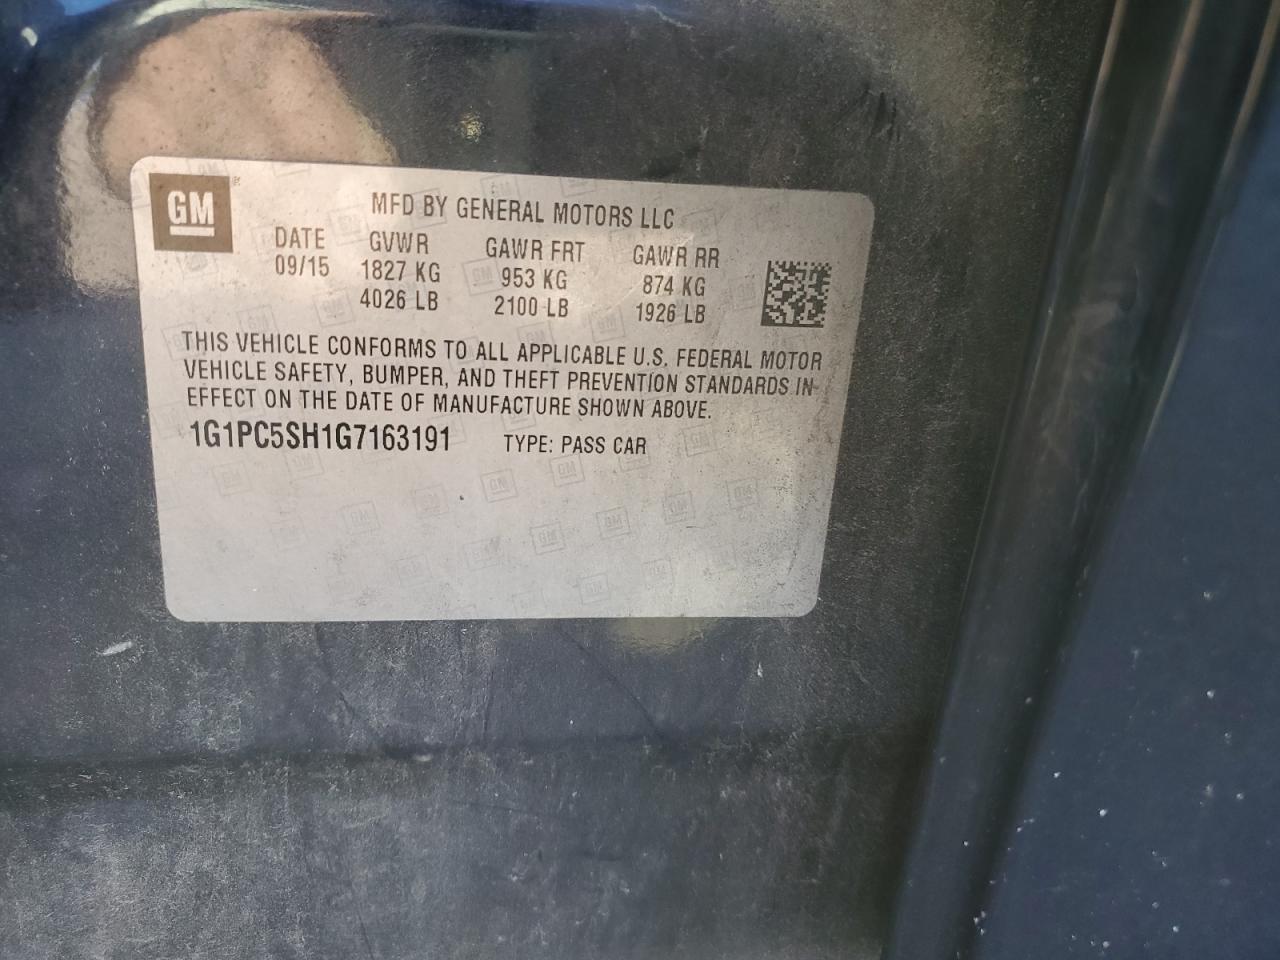 GM
MFD BY GENERAL MOTORS LLC
DATE GVWR GAWR FRT GAWR RR
09/15 1827 KG 953 KG 874 KG
4026 LB 2100 LB 1926 LB
THIS VEHICLE CONFORMS TO ALL APPLICABLE U.S. FEDERAL MOTOR
VEHICLE SAFETY, BUMPER, AND THEFT PREVENTION STANDARDS IN
EFFECT ON THE DATE OF MANUFACTURE SHOWN ABOVE.
1G1PC5SH1G7163191 TYPE: PASS CAR